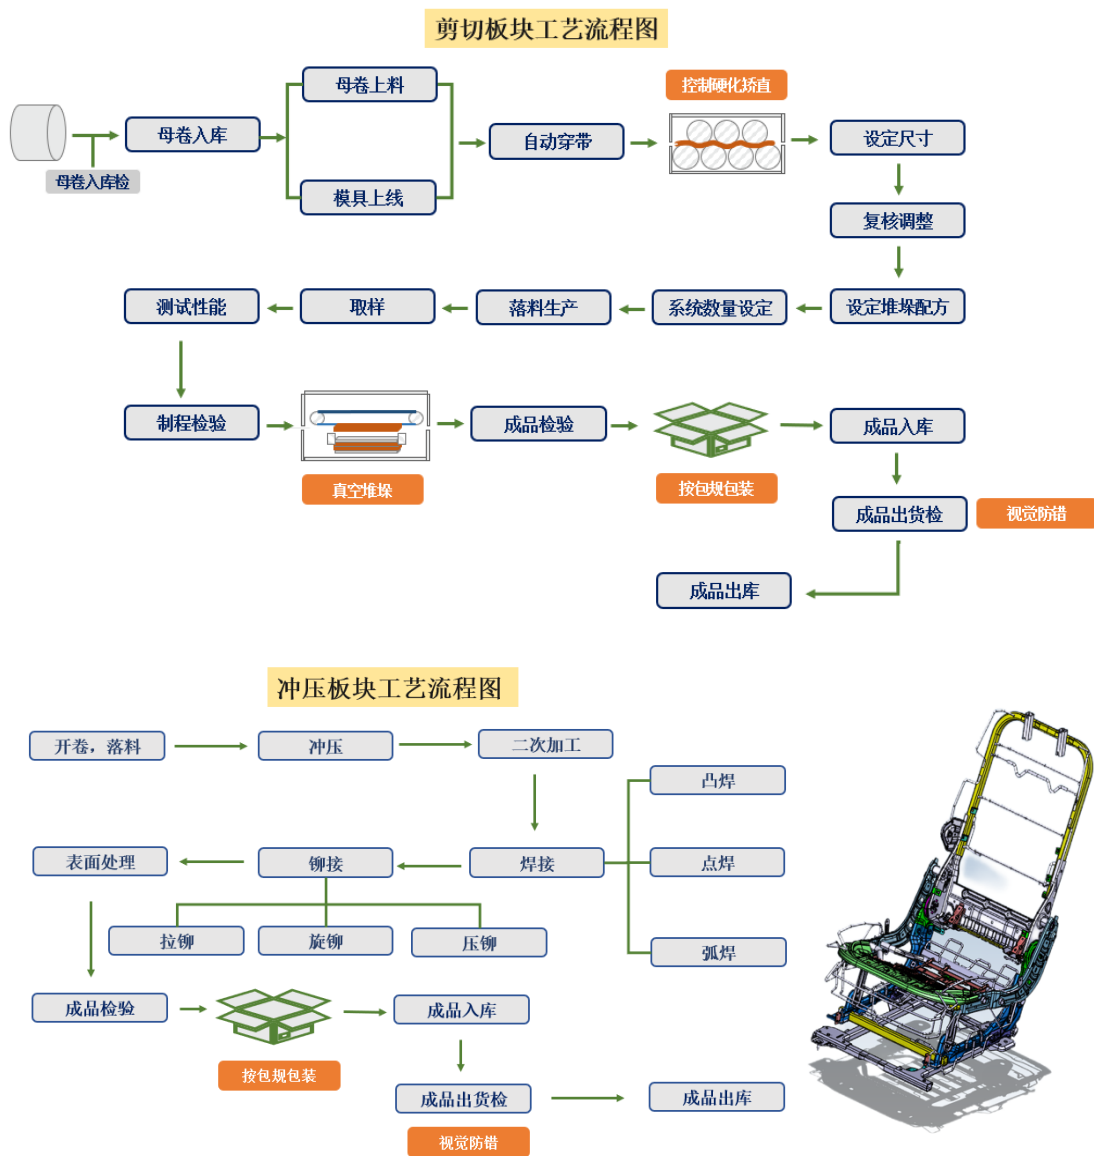 剪切板块工艺流程图
母卷上料
控制硬化矫直
母卷入库
自动穿带
设定尺寸
母卷入库检
模具上线
复核调整
测试性能
取样
落料生产
系统数量设定
设定堆垛配方
制程检验
成品检验
成品入库
真空堆垛
按包规包装
成品出货检
视觉防错
成品出库
冲压板块工艺流程图
开卷，落料
冲压
二次加工
凸焊
表面处理
铆接
焊接
点焊
拉铆
旋铆
压铆
弧焊
成品检验
成品入库
按包规包装
成品出货检
成品出库
视觉防错